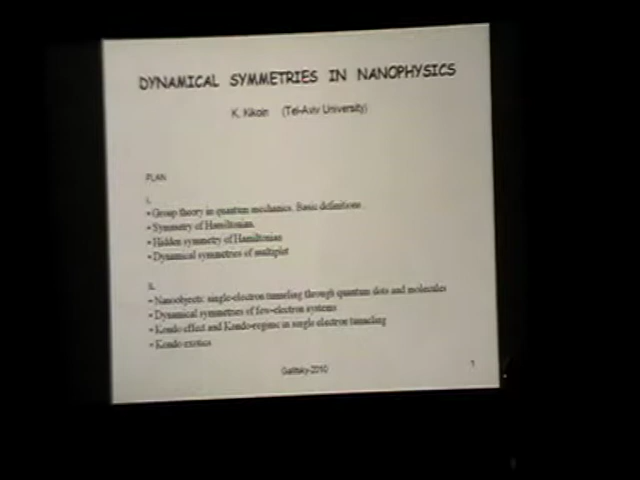 DYNAMICAL SYMMETRIES IN NANOPHYSICS
K. Kikoin (Tel-Aviv University)
PLAN
I.
• Group theory in quantum mechanics. Basic definitions.
• Symmetry of Hamiltonian.
• Hidden symmetry of Hamiltonian
• Dynamical symmetries of multiplet
II.
• Nanoobjects: single-electron tunneling through quantum dots and molecules
• Dynamical symmetries of few-electron systems
• Kondo effect and Kondo-regime in single electron tunneling
• Kondo exotics
Galitsky-2010
1